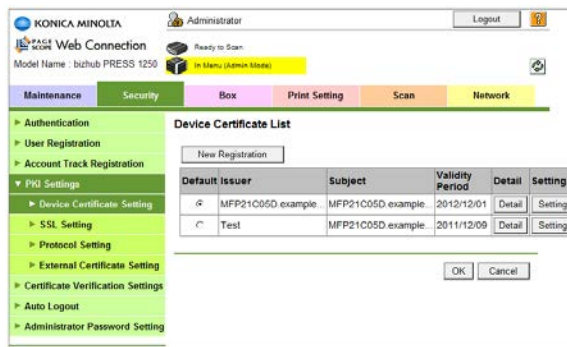 KONICA MINOLTA
Administrator
Logout
?
PAGE SCOPE Web Connection
Ready to Scan
Model Name : bizhub PRESS 1250
In Menu (Admin Mode)
Maintenance Security Box Print Setting Scan Network
Authentication
User Registration
Account Track Registration
PKI Settings
Device Certificate Setting
SSL Setting
Protocol Setting
External Certificate Setting
Certificate Verification Settings
Auto Logout
Administrator Password Setting
Device Certificate List
New Registration
Default Issuer Subject Validity Period Detail Setting
MFP21C05D.example... MFP21C05D.example... 2012/12/01 Detail Setting
Test MFP21C05D.example... 2011/12/09 Detail Setting
OK Cancel